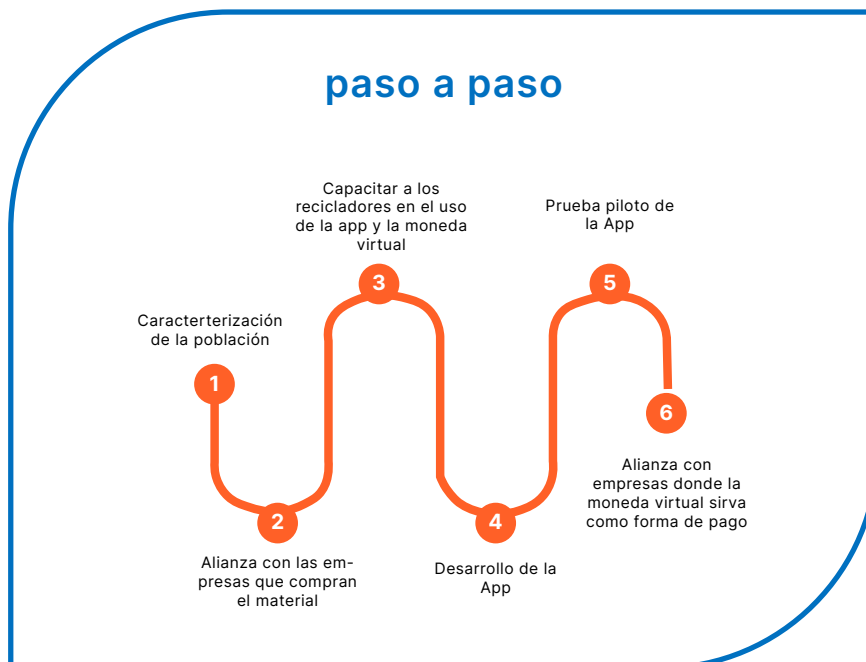 paso a paso
Caracterterización
de la población
1
Alianza con las em-
presas que compran
el material
2
Capacitar a los
recicladores en el uso
de la app y la moneda
virtual
3
Desarrollo de la
App
4
Prueba piloto de
la App
5
6
Alianza con
empresas donde la
moneda virtual sirva
como forma de pago